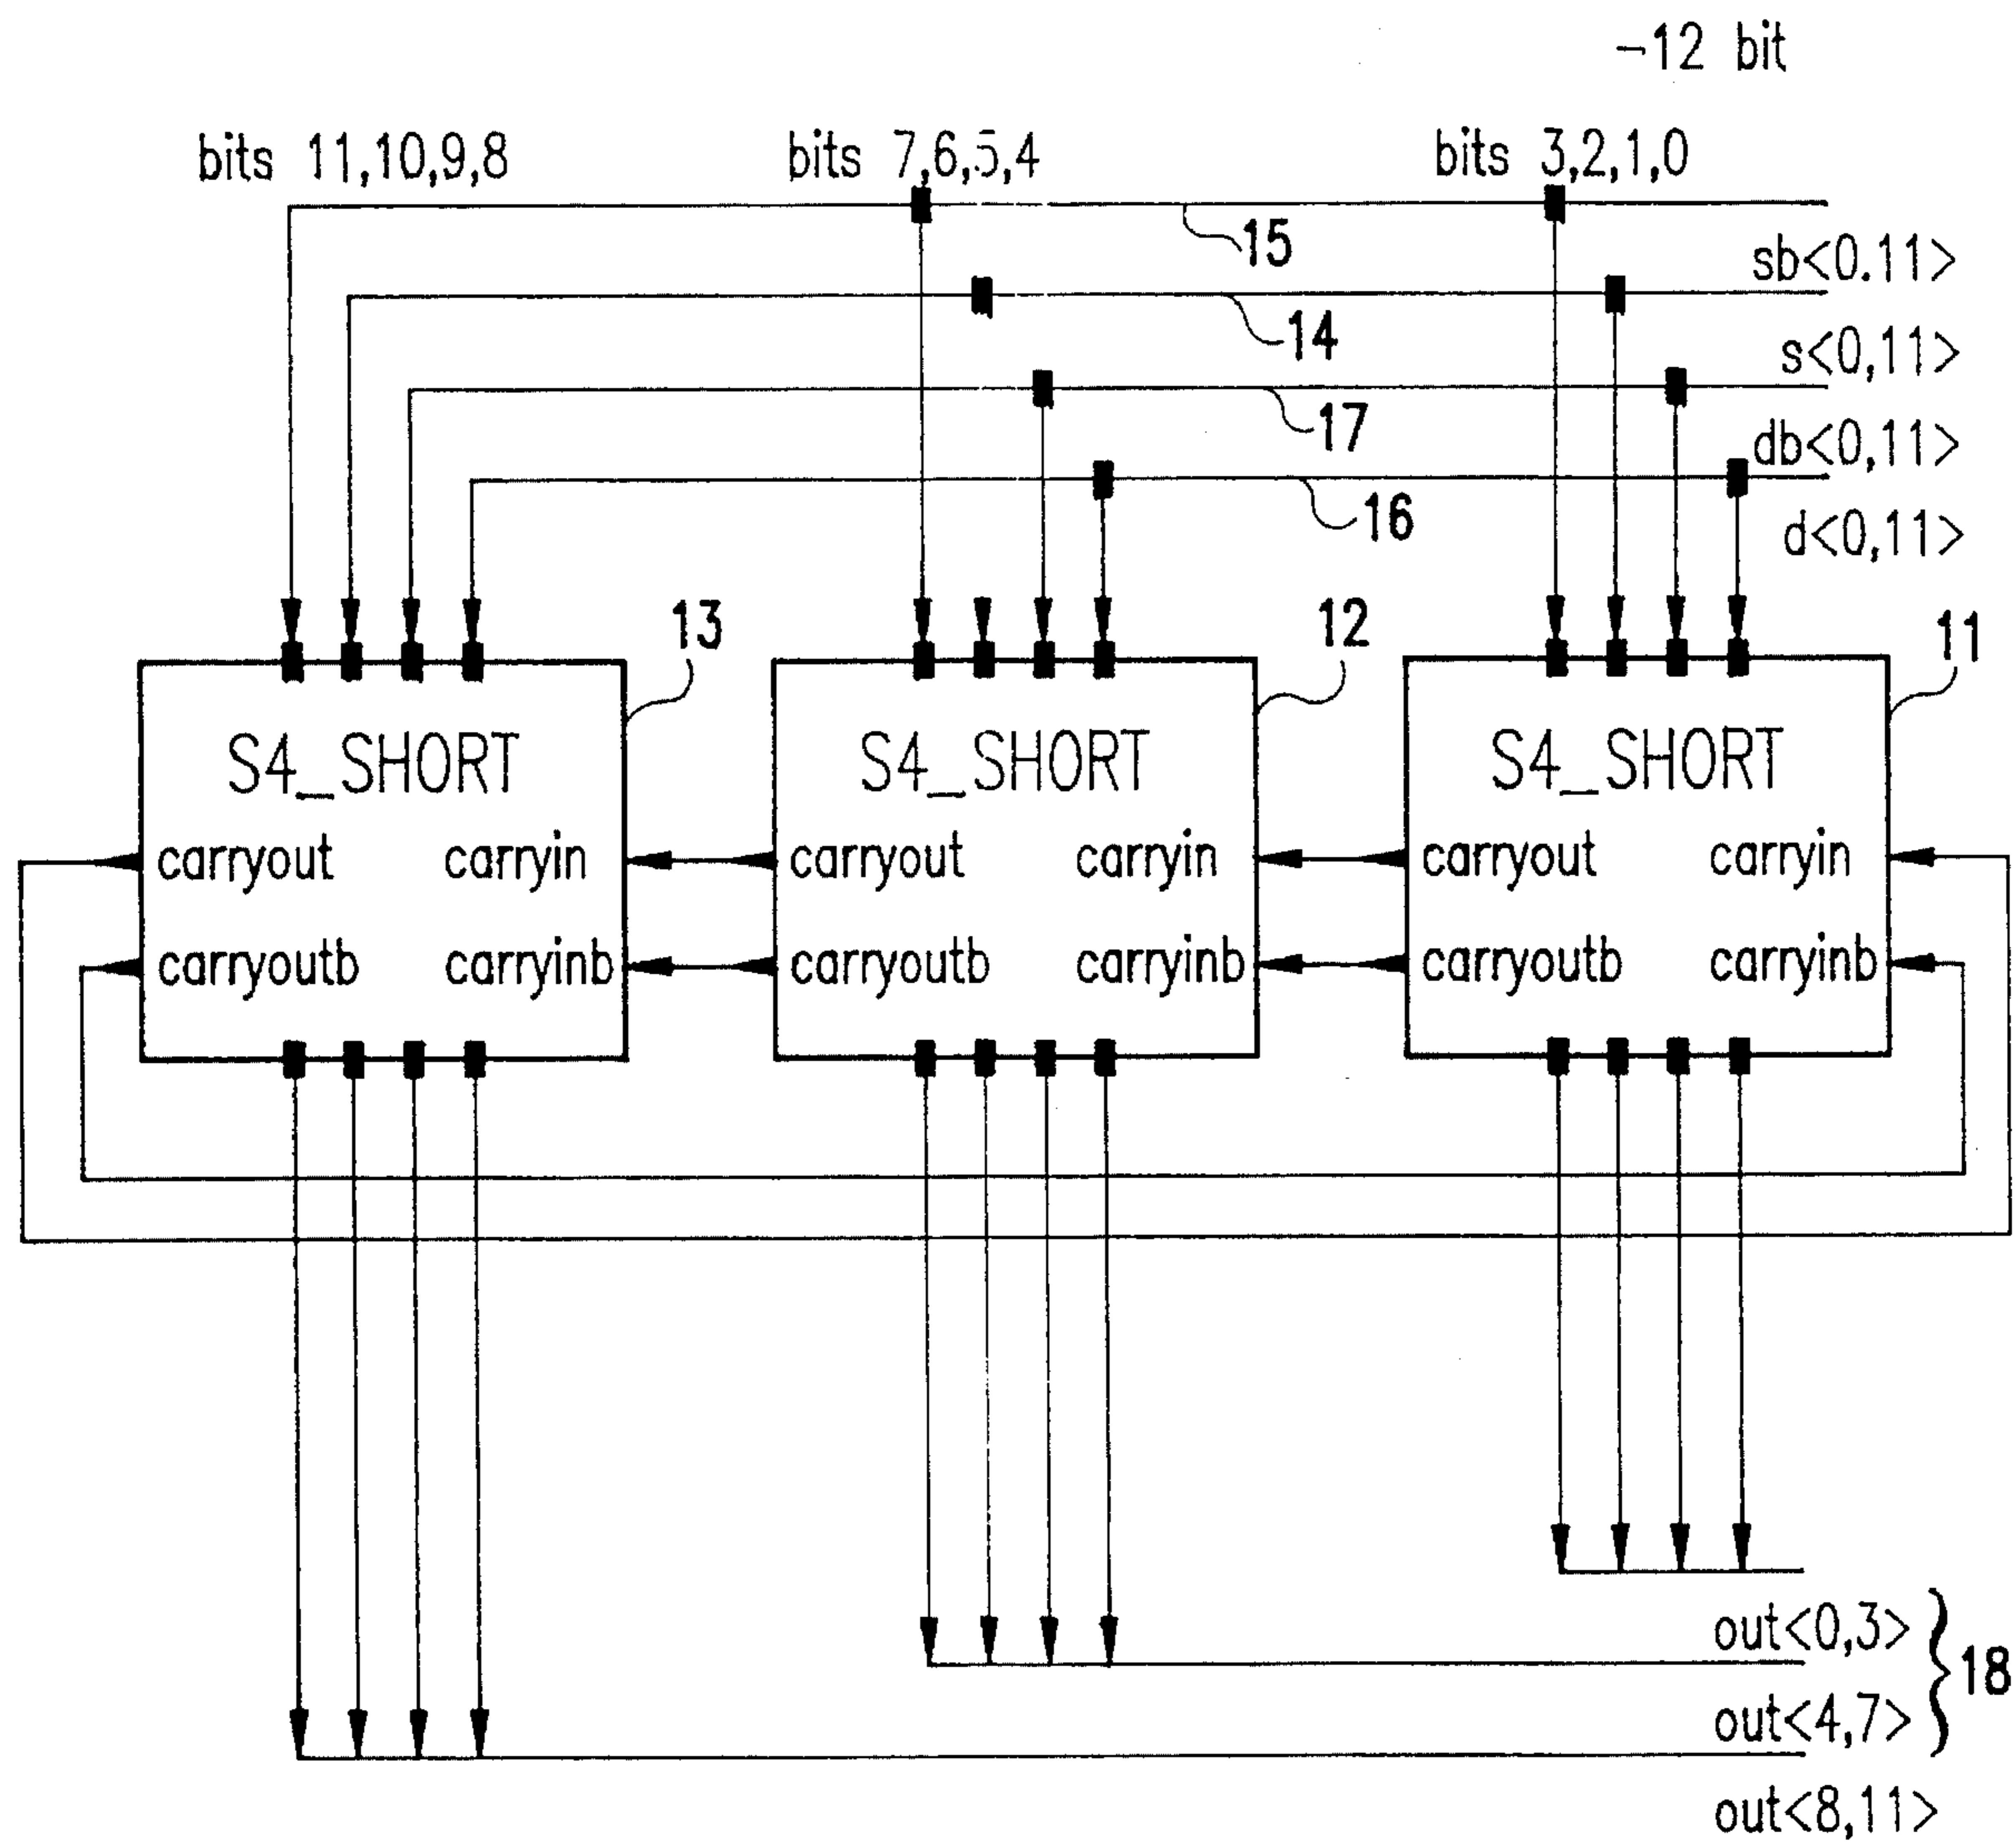 -12 bit
bits 11,10,9,8
bits 7,6,5,4
bits 3,2,1,0
15
sb<0.11>
14
s<0,11>
17
db<0,11>
16
d<0,11>
13
12
11
S4_SHORT
S4_SHORT
S4_SHORT
carryout carryin
carryout carryin
carryout carryin
carryoutb carryinb
carryoutb carryinb
carryoutb carryinb
out<0,3>
18
out<4,7>
out<8,11>